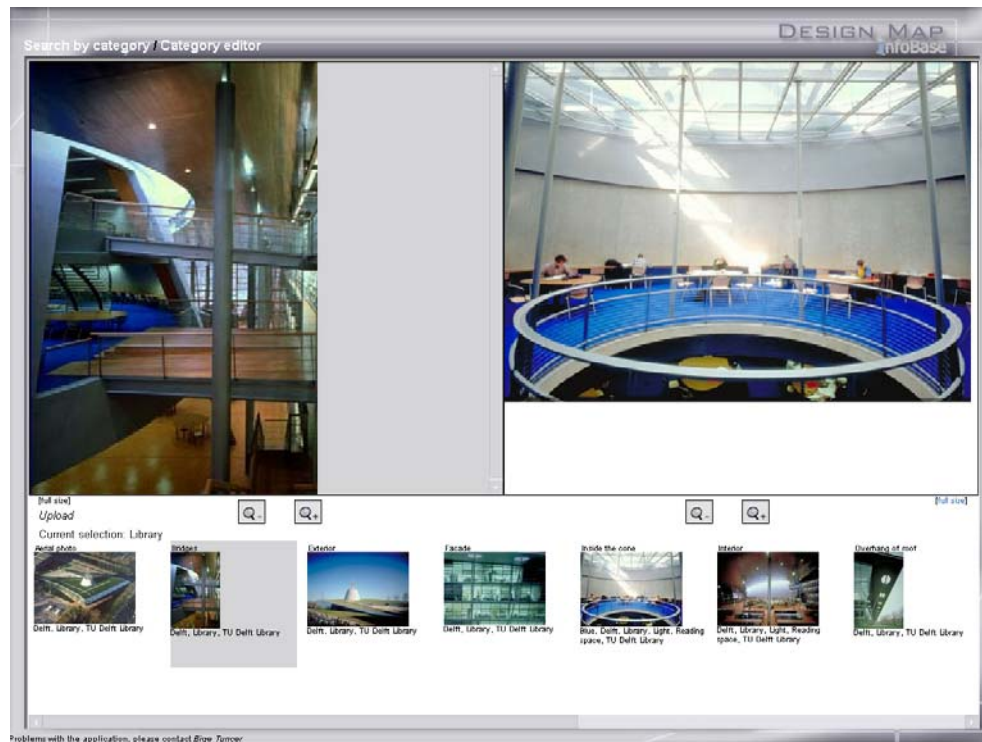 DESIGN MAP
infoBase
Search by category / Category editor
[full size]
[full size]
Upload
Current selection: Library
Aerial photo
Delft, Library, TU Delft Library
Bridges
Delft, Library, TU Delft Library
Exterior
Delft, Library, TU Delft Library
Facade
Delft, Library, TU Delft Library
Inside the cone
Blue, Delft, Library, Light, Reading
space, TU Delft Library
Interior
Delft, Library, Light, Reading
space, TU Delft Library
Overhang of roof
Delft, Library, TU Delft Library
Problems with the application, please contact Bige Tuncer